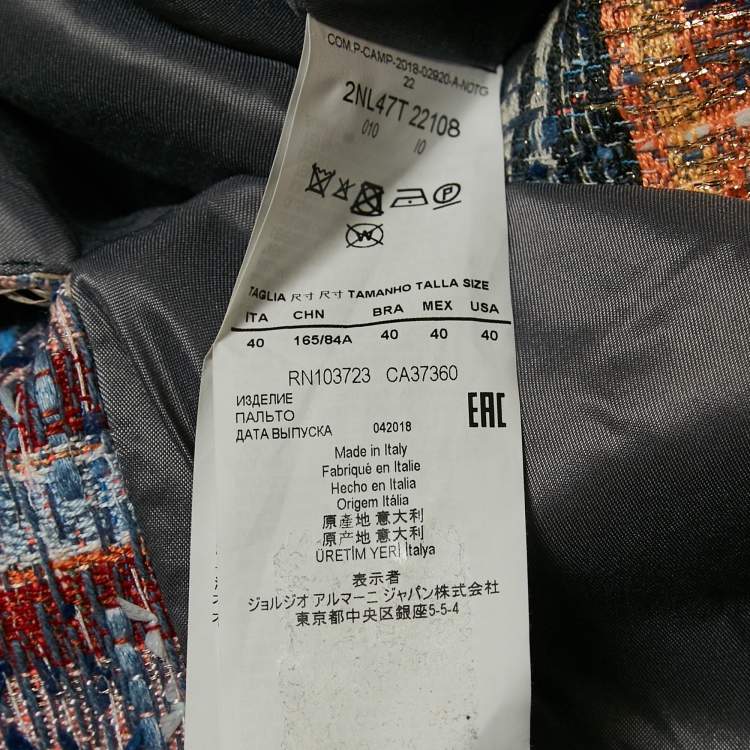 COM.P-CAMP-2018-02920-A-NOTG
22
2NL47T 22108
010 IO
TAGLIA 尺寸 尺寸 TAMANHO TALLA SIZE
ITA CHN BRA MEX USA
40 165/84A 40 40 40
RN103723 CA37360
ИЗДЕЛИЕ
ПАЛЬТО
ДАТА ВЫПУСКА 042018
EAC
Made in Italy
Fabriqué en Italie
Hecho en Italia
Origem Itália
原產地 意大利
原产地 意大利
ÜRETİM YERİ İtalya
表示者
ジョルジオ アルマーニ ジャパン株式会社
東京都中央区銀座5-5-4